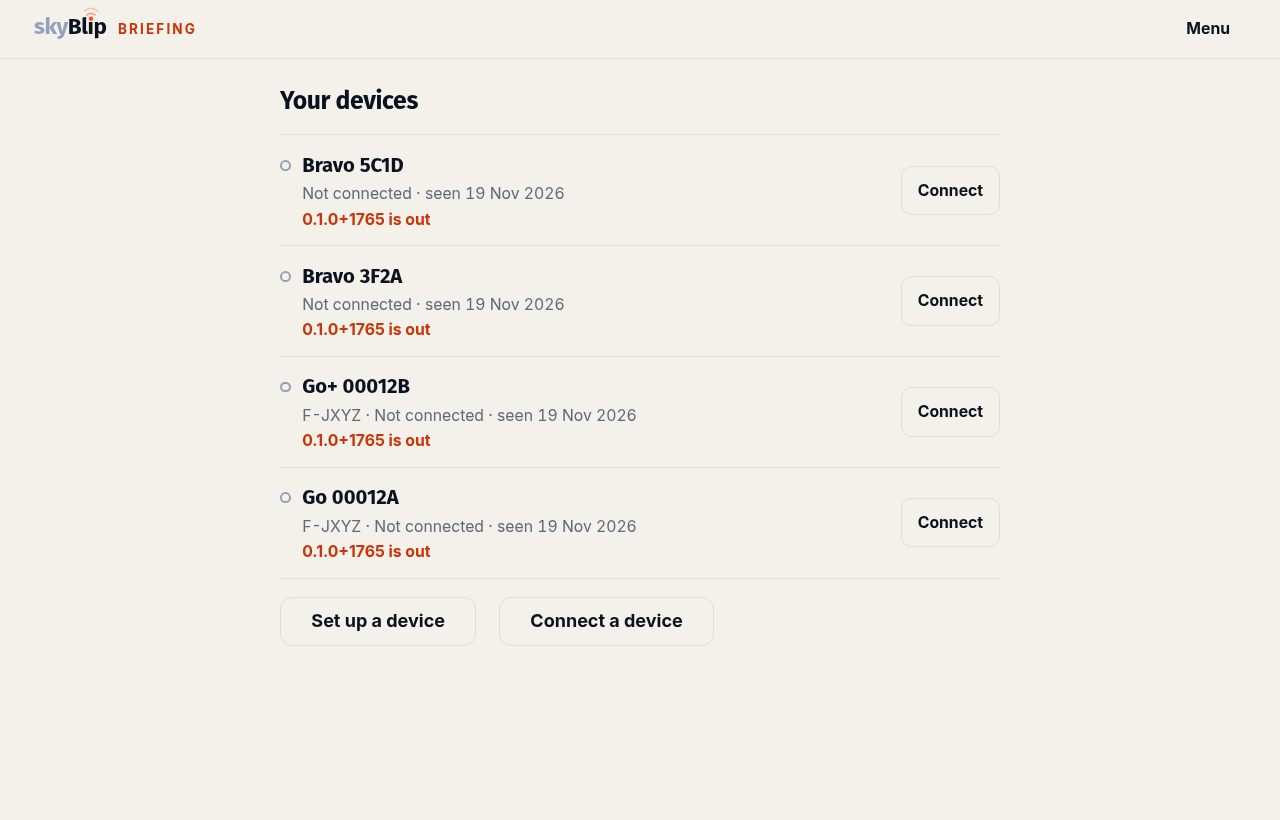 skyBlip BRIEFING
Menu
Your devices
Bravo 5C1D
Not connected · seen 19 Nov 2026
0.1.0+1765 is out
Connect
Bravo 3F2A
Not connected · seen 19 Nov 2026
0.1.0+1765 is out
Connect
Go+ 00012B
F-JXYZ · Not connected · seen 19 Nov 2026
0.1.0+1765 is out
Connect
Go 00012A
F-JXYZ · Not connected · seen 19 Nov 2026
0.1.0+1765 is out
Connect
Set up a device
Connect a device